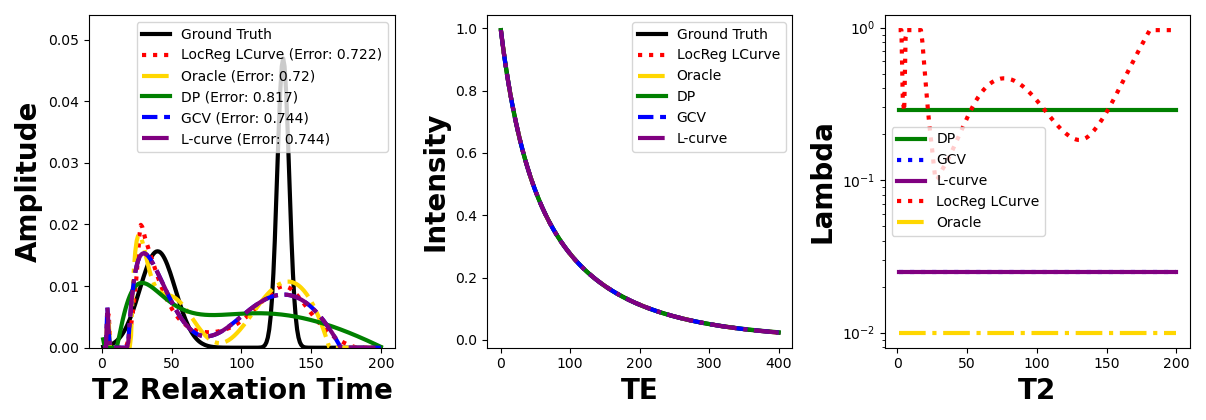 Amplitude
0.05
0.04
0.03
0.02
0.01
0.00
0
50
100
150
200
T2 Relaxation Time
Ground Truth
LocReg LCurve (Error: 0.722)
Oracle (Error: 0.72)
DP (Error: 0.817)
GCV (Error: 0.744)
L-curve (Error: 0.744)
Intensity
1.0
0.8
0.6
0.4
0.2
0.0
0
100
200
300
400
TE
Ground Truth
LocReg LCurve
Oracle
DP
GCV
L-curve
Lambda
10⁰
10⁻¹
10⁻²
0
50
100
150
200
T2
DP
GCV
L-curve
LocReg LCurve
Oracle